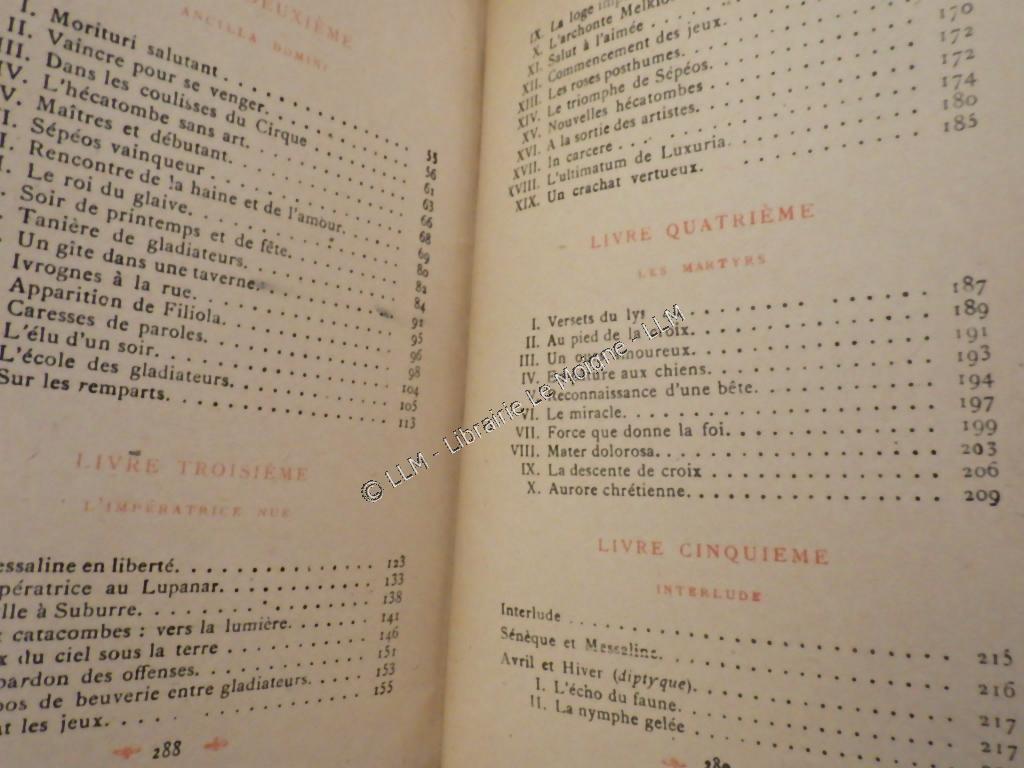 DEUXIÈME
ANCILLA DOMINI
I. Morituri salutant
II. Vaincre pour se venger. 55
III. Dans les coulisses du Cirque 56
IV. L'hécatombe sans art. 61
V. Maîtres et débutant. 63
I. Sépéos vainqueur 66
I. Rencontre de la haine et de l'amour. 68
I. Le roi du glaive. 69
Soir de printemps et de fête. 80
Tanière de gladiateurs. 82
Un gîte dans une taverne. 84
Ivrognes à la rue. 91
Apparition de Filiola. 95
Caresses de paroles. 96
L'élu d'un soir. 98
L'école des gladiateurs. 104
Sur les remparts. 105
113
LIVRE TROISIÈME
L'IMPÉRATRICE NUE
essaline en liberté. 123
pératrice au Lupanar. 133
lle à Suburre. 138
catacombes : vers la lumière. 141
x du ciel sous la terre 146
pardon des offenses. 151
pos de beuverie entre gladiateurs. 153
nt les jeux. 155
288
IX. La loge
X. L'archonte
XI. Salut à l'aimée
XII. Commencement des jeux. 170
XIII. Les roses posthumes. 172
XIV. Le triomphe de Sépéos. 172
XV. Nouvelles hécatombes 174
XVI. A la sortie des artistes. 180
XVII. In carcere 185
XVIII. L'ultimatum de Luxuria.
XIX. Un crachat vertueux.
LIVRE QUATRIÈME
LES MARTYRS
I. Versets du lys 187
II. Au pied de la croix. 189
III. Un amoureux. 191
IV. aux chiens. 193
Reconnaissance d'une bête. 194
VI. Le miracle. 197
VII. Force que donne la foi. 199
VIII. Mater dolorosa. 203
IX. La descente de croix 206
X. Aurore chrétienne. 209
LIVRE CINQUIEME
INTERLUDE
Interlude 215
Sénèque et Messaline. 216
Avril et Hiver (diptyque). 217
I. L'écho du faune. 217
II. La nymphe gelée
© LLM - Librairie Le Moigne - LLM